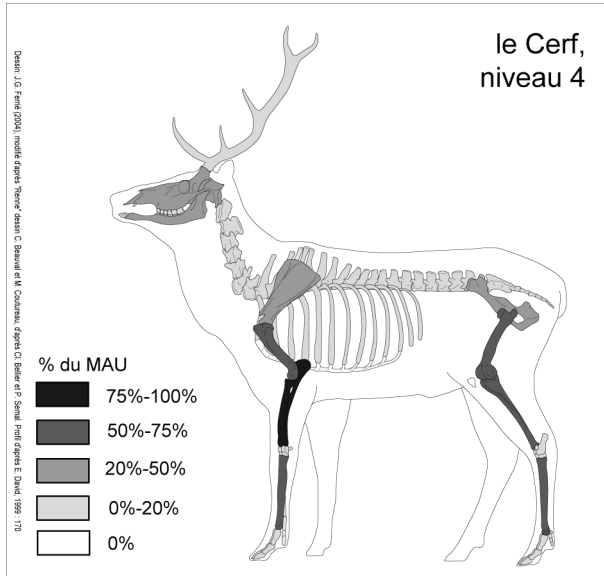 le Cerf,
niveau 4
% du MAU
75%-100%
50%-75%
20%-50%
0%-20%
0%
Dessin: J.G. Ferrié (2004), modifié d'après "Renne" dessin C. Beauval et M. Coutureau, d'après Cl. Bellier et P. Semal. Profil d'après E. David, 1999 : 170